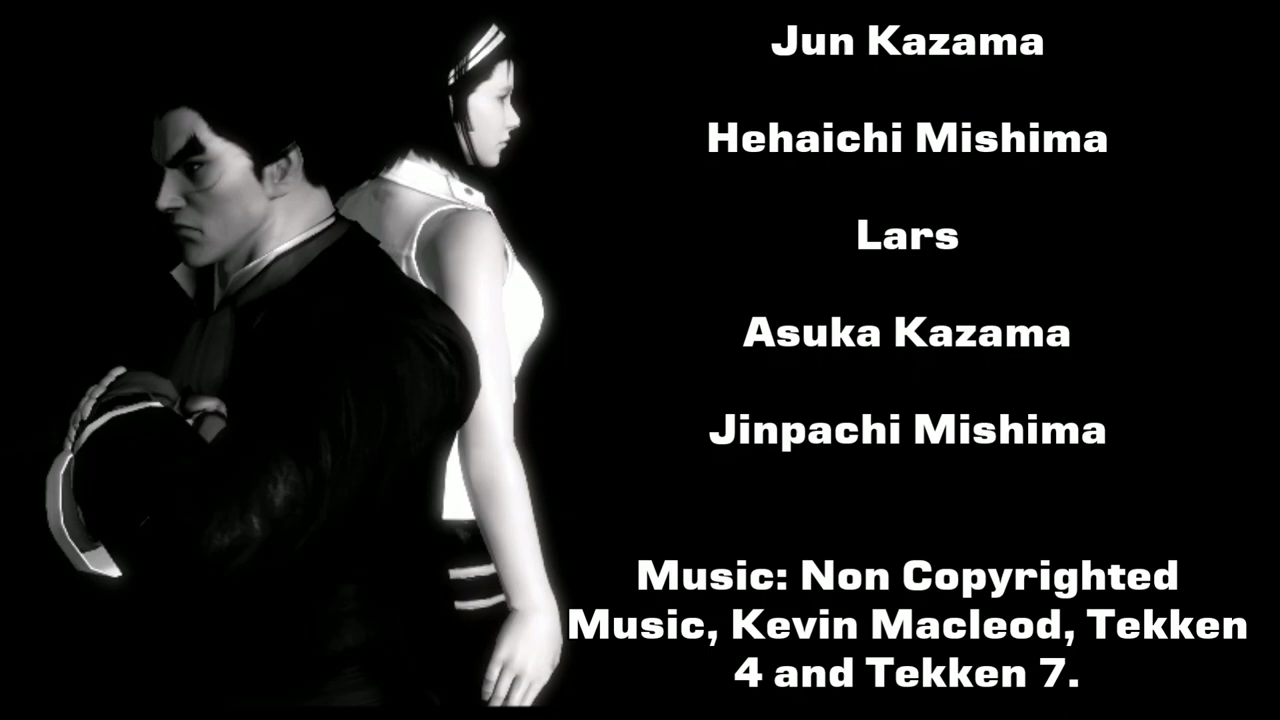 Jun Kazama
Hehaichi Mishima
Lars
Asuka Kazama
Jinpachi Mishima
Music: Non Copyrighted
Music, Kevin Macleod, Tekken
4 and Tekken 7.